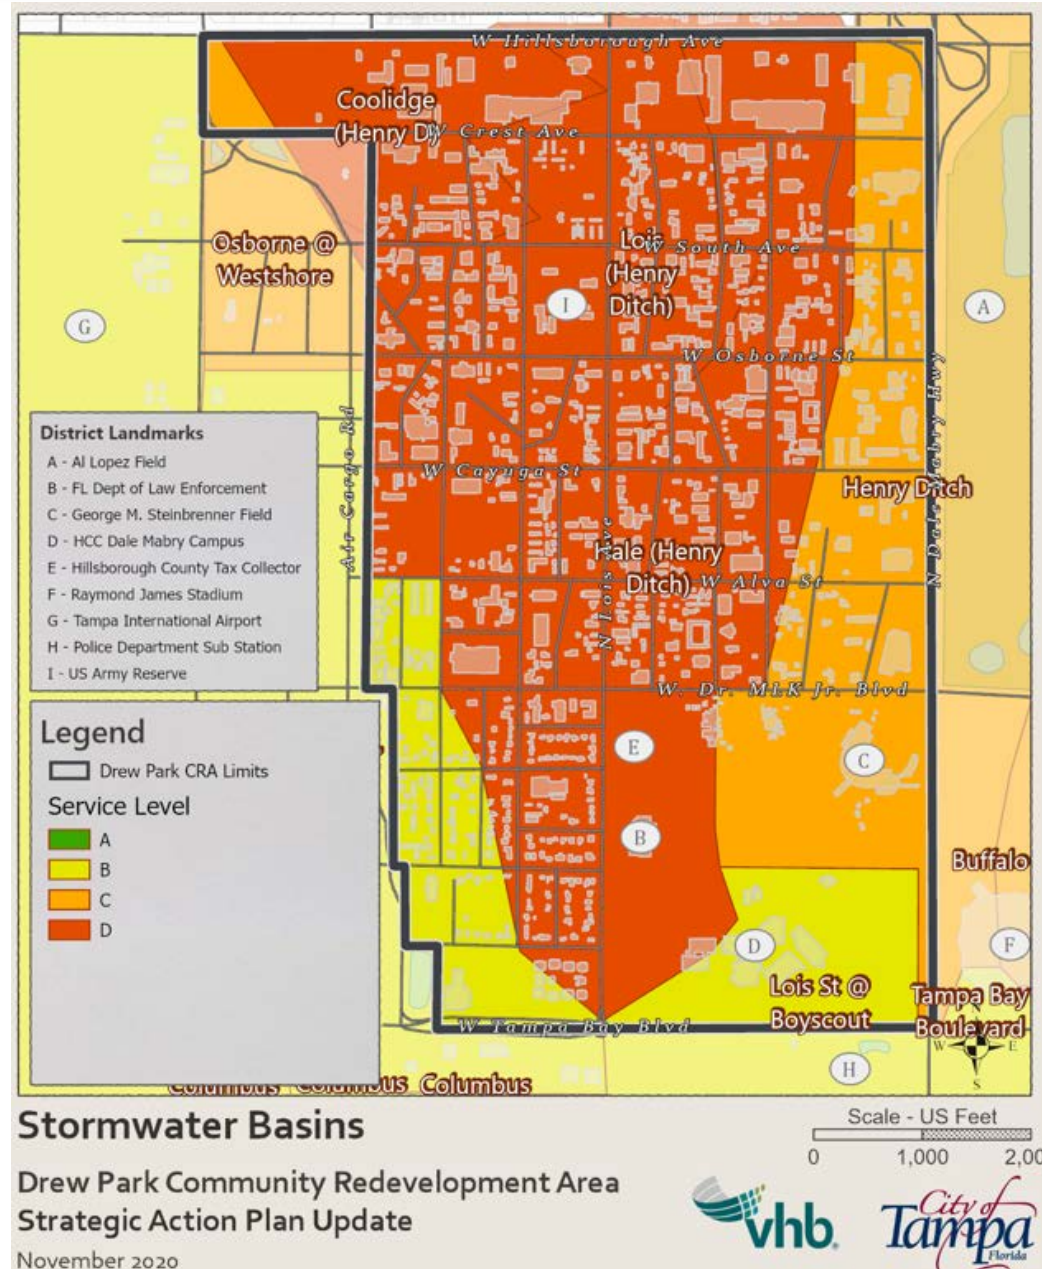 W Hillsborough Ave
Coolidge
(Henry D)
W Crest Ave
Osborne @
Westshore
Lois
W South Ave
(Henry
Ditch)
I
G
A
W Osborne St
District Landmarks
A - Al Lopez Field
B - FL Dept of Law Enforcement
C - George M. Steinbrenner Field
D - HCC Dale Mabry Campus
E - Hillsborough County Tax Collector
F - Raymond James Stadium
G - Tampa International Airport
H - Police Department Sub Station
I - US Army Reserve
Air Cargo Rd
N Dale Mabry Hwy
W Cayuga St
Henry Ditch
N Lois Ave
Hale (Henry
Ditch)
W Alva St
W. Dr. MLK Jr. Blvd
Legend
Drew Park CRA Limits
Service Level
A
B
C
D
E
C
B
Buffalo
D
F
Lois St @
Boyscout
Tampa Bay
Boulevard
N
W
E
S
W Tampa Bay Blvd
H
Columbus
Columbus
Columbus
Stormwater Basins
Drew Park Community Redevelopment Area
Strategic Action Plan Update
November 2020
Scale - US Feet
0
1,000
2,00
vhb
City of
Tampa
Florida